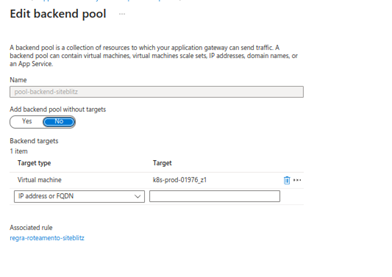 Edit backend pool ...
A backend pool is a collection of resources to which your application gateway can send traffic. A
backend pool can contain virtual machines, virtual machines scale sets, IP addresses, domain names, or
an App Service.
Name
pool-backend-siteblitz
Add backend pool without targets
Yes No
Backend targets
1 item
Target type Target
Virtual machine k8s-prod-01976_z1
IP address or FQDN
Associated rule
regra-roteamento-siteblitz